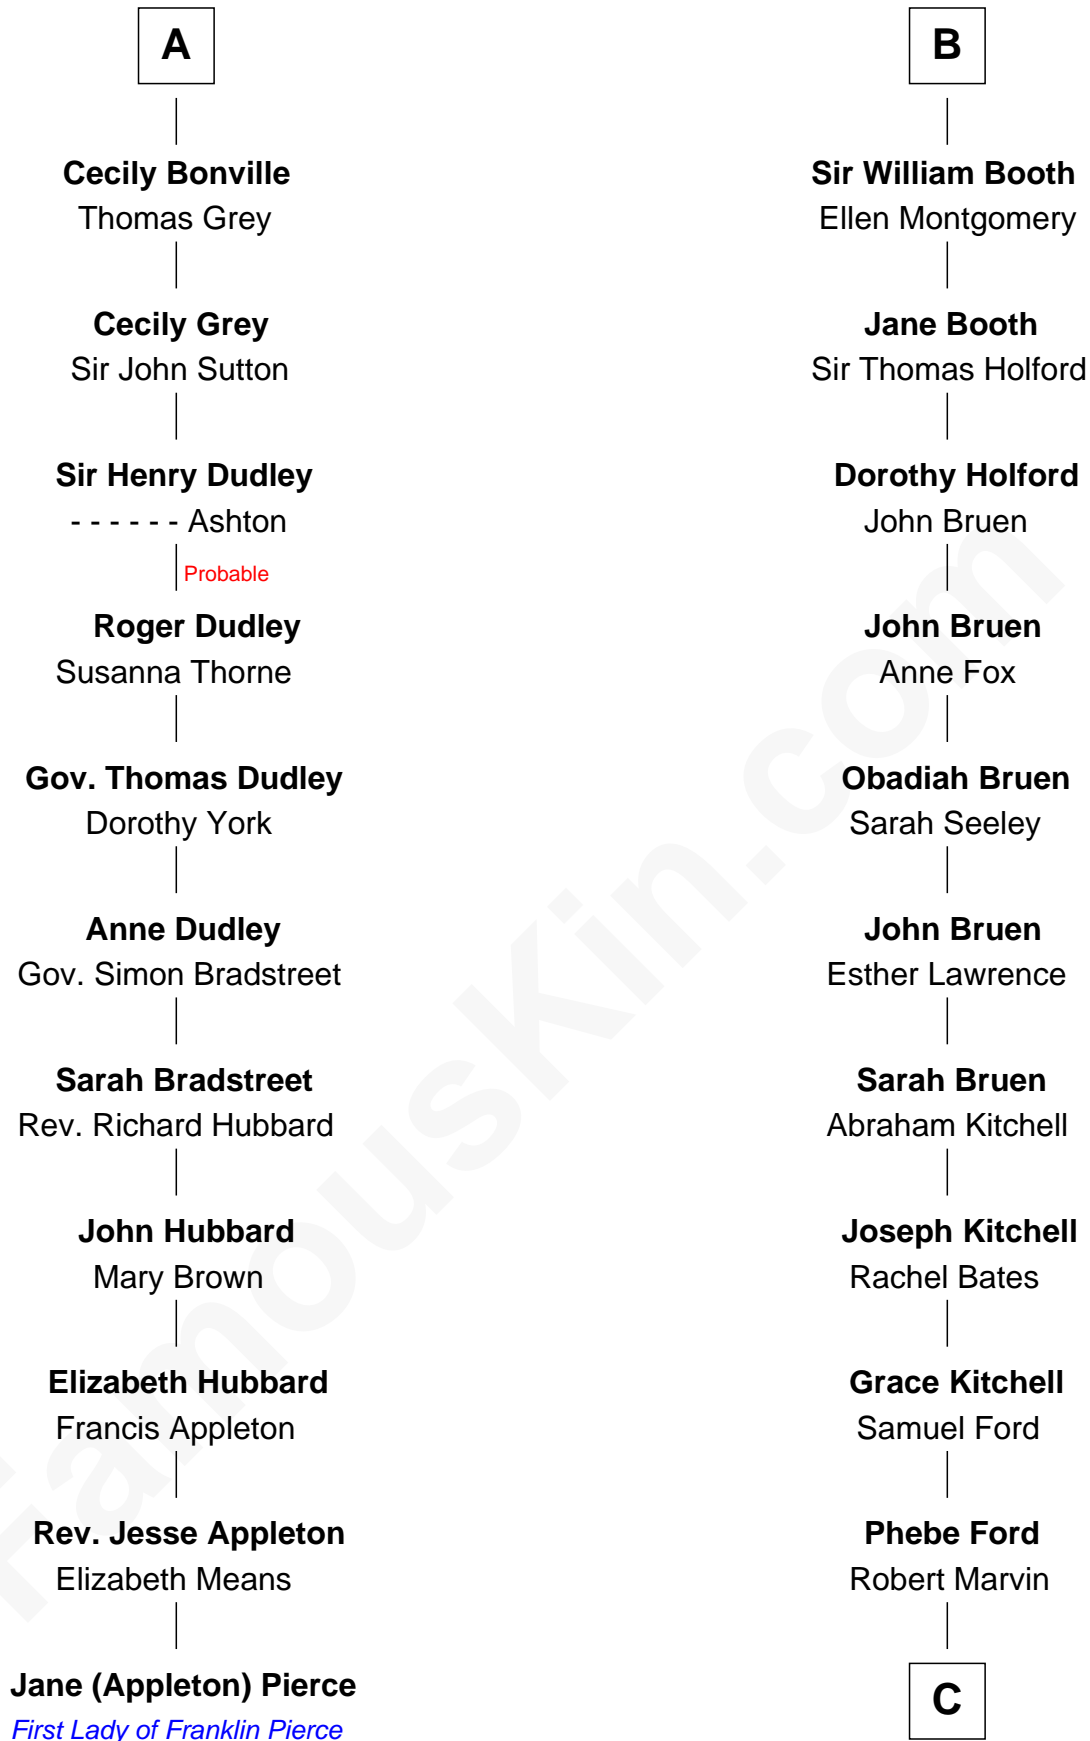 A
Cecily Bonville
Thomas Grey
Cecily Grey
Sir John Sutton
Sir Henry Dudley
- - - - - - Ashton
Probable
Roger Dudley
Susanna Thorne
Gov. Thomas Dudley
Dorothy York
Anne Dudley
Gov. Simon Bradstreet
Sarah Bradstreet
Rev. Richard Hubbard
John Hubbard
Mary Brown
Elizabeth Hubbard
Francis Appleton
Rev. Jesse Appleton
Elizabeth Means
Jane (Appleton) Pierce
First Lady of Franklin Pierce
B
Sir William Booth
Ellen Montgomery
Jane Booth
Sir Thomas Holford
Dorothy Holford
John Bruen
John Bruen
Anne Fox
Obadiah Bruen
Sarah Seeley
John Bruen
Esther Lawrence
Sarah Bruen
Abraham Kitchell
Joseph Kitchell
Rachel Bates
Grace Kitchell
Samuel Ford
Phebe Ford
Robert Marvin
C
FamousKin.com